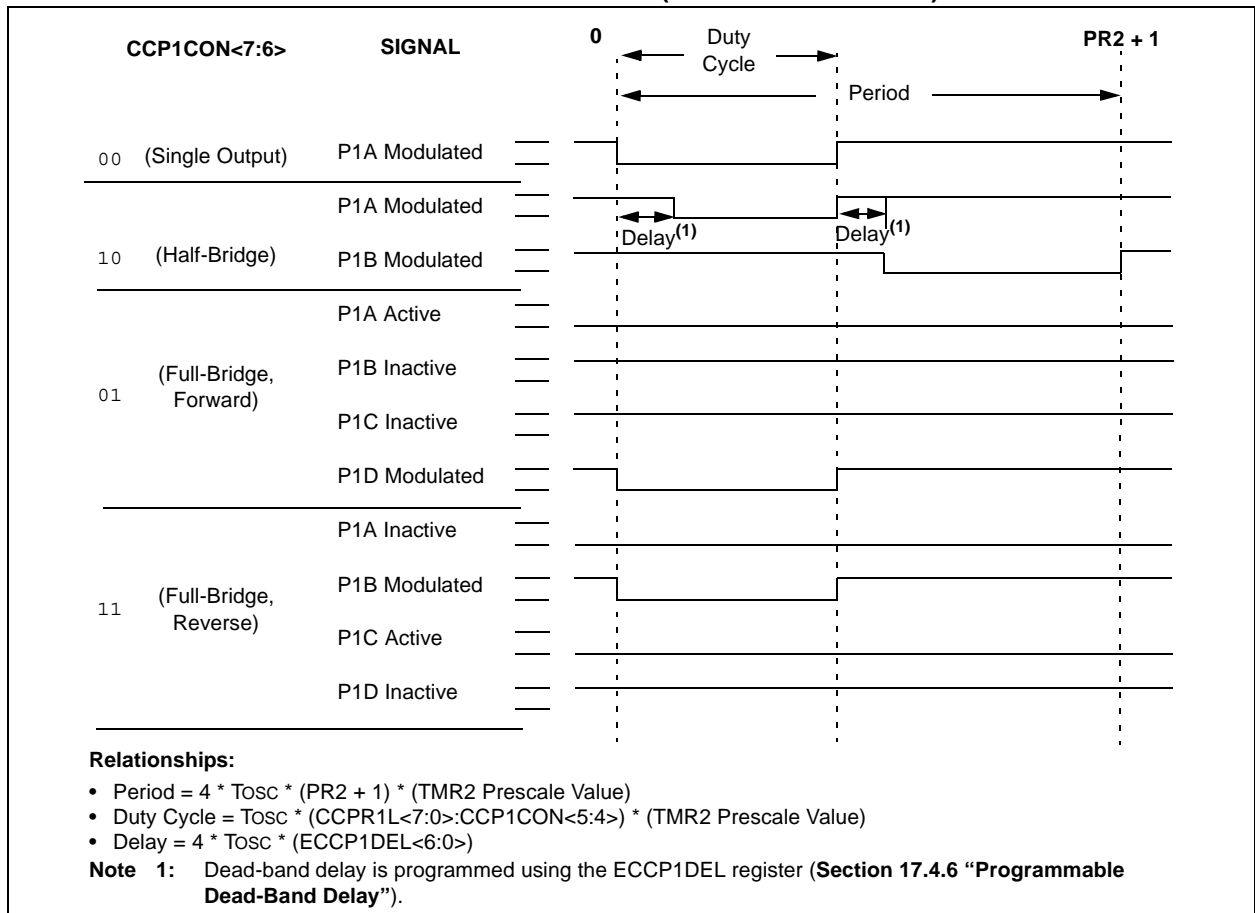 CCP1CON<7:6> SIGNAL 0 Duty Cycle PR2 + 1
Period
00 (Single Output) P1A Modulated
P1A Modulated
Delay(1) Delay(1)
10 (Half-Bridge) P1B Modulated
P1A Active
01 (Full-Bridge, Forward) P1B Inactive
P1C Inactive
P1D Modulated
P1A Inactive
11 (Full-Bridge, Reverse) P1B Modulated
P1C Active
P1D Inactive
Relationships:
• Period = 4 * TOSC * (PR2 + 1) * (TMR2 Prescale Value)
• Duty Cycle = TOSC * (CCPR1L<7:0>:CCP1CON<5:4>) * (TMR2 Prescale Value)
• Delay = 4 * TOSC * (ECCP1DEL<6:0>)
Note 1: Dead-band delay is programmed using the ECCP1DEL register (Section 17.4.6 “Programmable
Dead-Band Delay”).